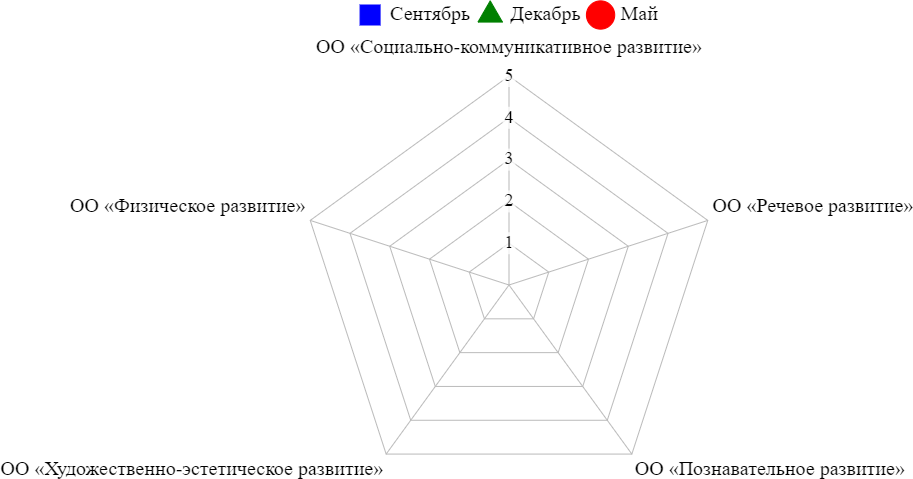 Сентябрь Декабрь Май
ОО «Социально-коммуникативное развитие»
5
4
3
2
1
ОО «Физическое развитие»
ОО «Речевое развитие»
ОО «Художественно-эстетическое развитие»
ОО «Познавательное развитие»